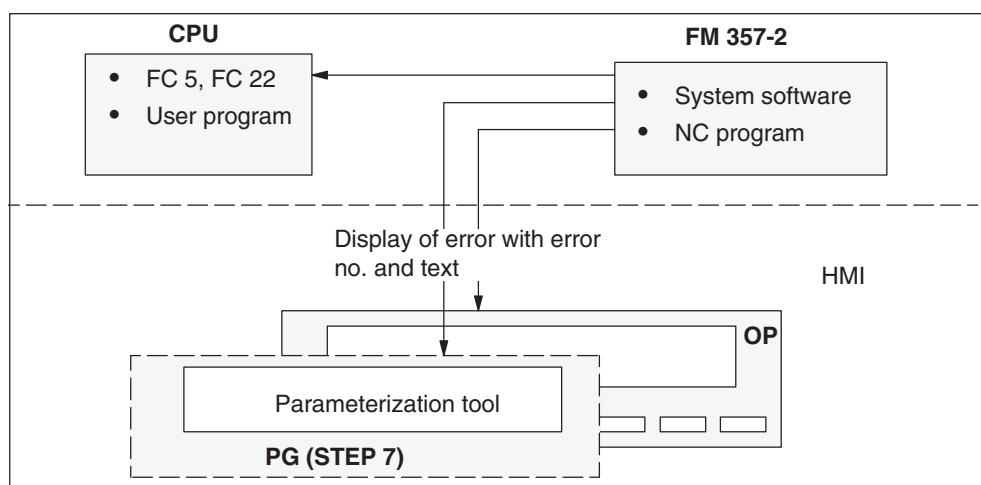 CPU
• FC 5, FC 22
• User program
FM 357-2
• System software
• NC program
Display of error with error
no. and text
HMI
OP
Parameterization tool
PG (STEP 7)